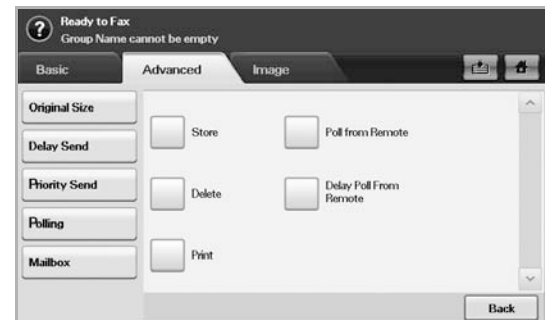 ?
Ready to Fax
Group Name cannot be empty
Basic
Advanced
Image
Original Size
Delay Send
Priority Send
Polling
Mailbox
Store
Poll from Remote
Delete
Delay Poll From
Remote
Print
Back